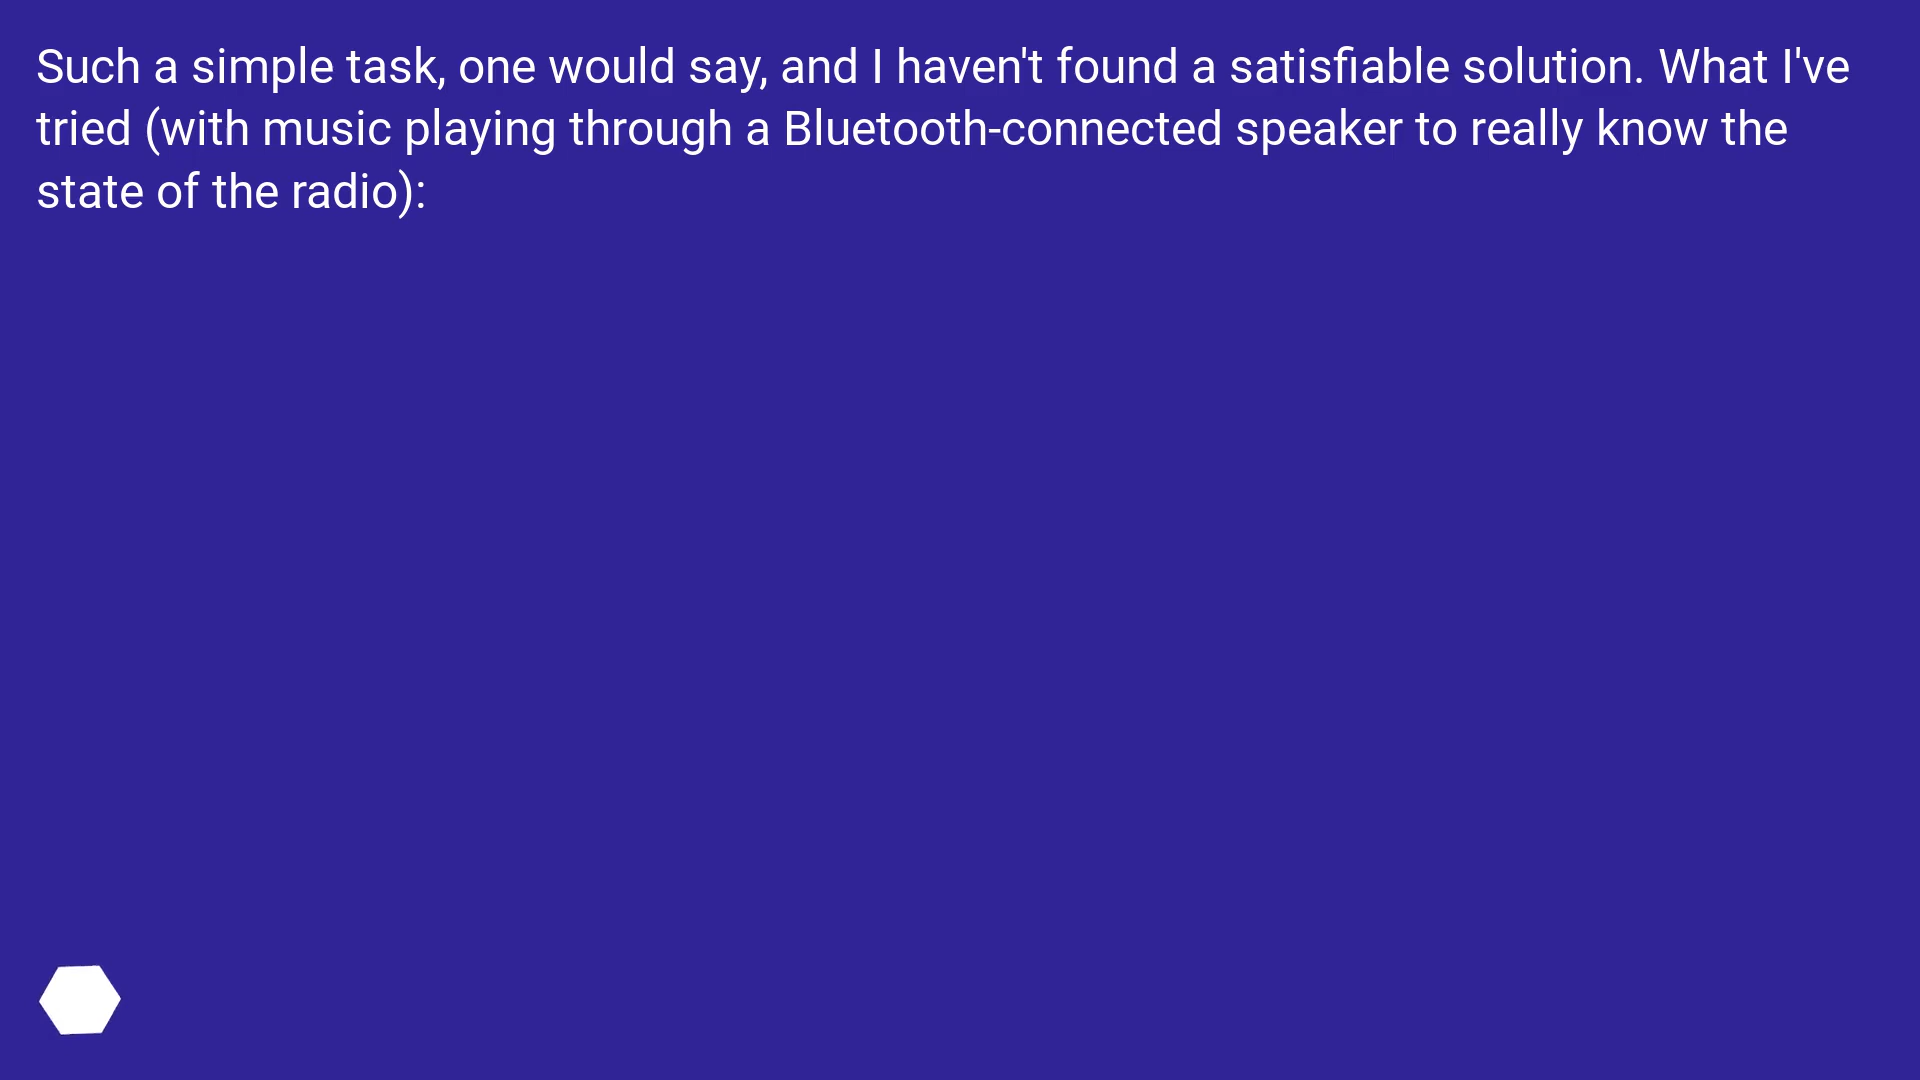 Such a simple task, one would say, and I haven't found a satisfiable solution. What I've
tried (with music playing through a Bluetooth-connected speaker to really know the
state of the radio):